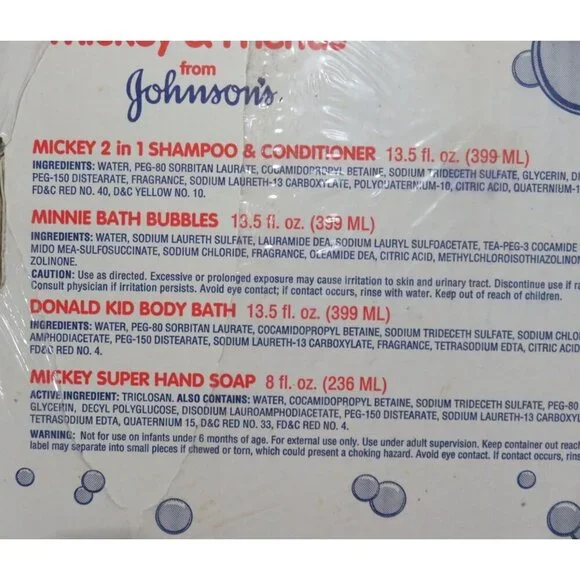 Mickey & Friends
from
Johnson's
MICKEY 2 in 1 SHAMPOO & CONDITIONER 13.5 fl. oz. (399 ML)
INGREDIENTS: WATER, PEG-80 SORBITAN LAURATE, COCAMIDOPROPYL BETAINE, SODIUM TRIDECETH SULFATE, GLYCERIN, DI
PEG-150 DISTEARATE, FRAGRANCE, SODIUM LAURETH-13 CARBOXYLATE, POLYQUATERNIUM-10, CITRIC ACID, QUATERNIUM-1
FD&C RED NO. 40, D&C YELLOW NO. 10.
MINNIE BATH BUBBLES 13.5 fl. oz. (399 ML)
INGREDIENTS: WATER, SODIUM LAURETH SULFATE, LAURAMIDE DEA, SODIUM LAURYL SULFOACETATE, TEA-PEG-3 COCAMIDE
MIDO MEA-SULFOSUCCINATE, SODIUM CHLORIDE, FRAGRANCE, OLEAMIDE DEA, CITRIC ACID, METHYLCHLOROISOTHIAZOLINON
ZOLINONE.
CAUTION: Use as directed. Excessive or prolonged exposure may cause irritation to skin and urinary tract. Discontinue use if ra
Consult physician if irritation persists. Avoid eye contact; if contact occurs, rinse with water. Keep out of reach of children.
DONALD KID BODY BATH 13.5 fl. oz. (399 ML)
INGREDIENTS: WATER, PEG-80 SORBITAN LAURATE, COCAMIDOPROPYL BETAINE, SODIUM TRIDECETH SULFATE, SODIUM CHLO
AMPHODIACETATE, PEG-150 DISTEARATE, SODIUM LAURETH-13 CARBOXYLATE, FRAGRANCE, TETRASODIUM EDTA, CITRIC ACID
FD&C RED NO. 4.
MICKEY SUPER HAND SOAP 8 fl. oz. (236 ML)
ACTIVE INGREDIENT: TRICLOSAN. ALSO CONTAINS: WATER, COCAMIDOPROPYL BETAINE, SODIUM TRIDECETH SULFATE, PEG-80
GLYCERIN, DECYL POLYGLUCOSE, DISODIUM LAUROAMPHODIACETATE, PEG-150 DISTEARATE, SODIUM LAURETH-13 CARBOXYL
TETRASODIUM EDTA, QUATERNIUM 15, D&C RED NO. 33, FD&C RED NO. 4.
WARNING: Not for use on infants under 6 months of age. For external use only. Use under adult supervision. Keep container out reach
label may separate into small pieces if chewed or torn, which could present a choking hazard. Avoid eye contact. If contact occurs, rinse